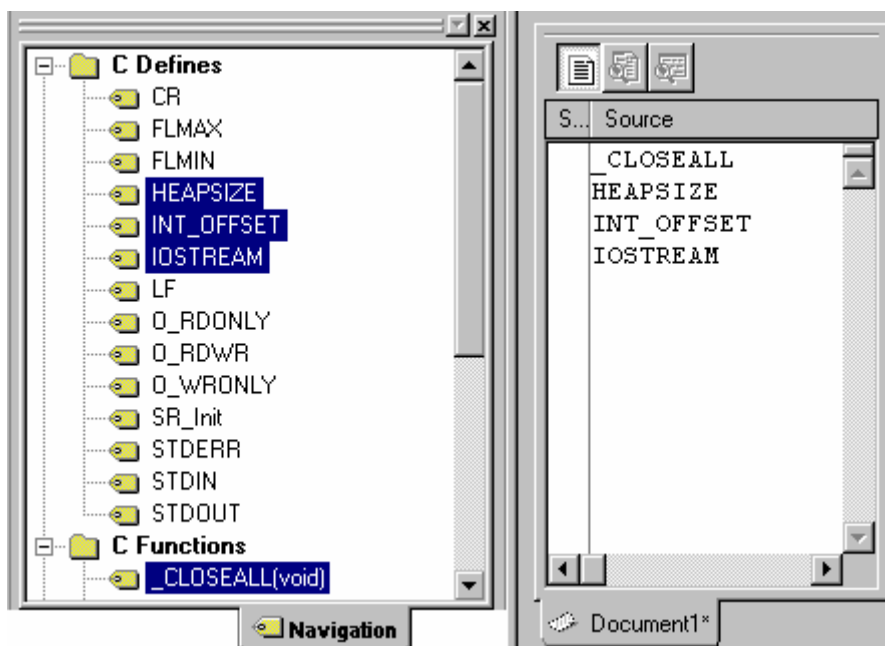 C Defines
CR
FLMAX
FLMIN
HEAPSIZE
INT_OFFSET
IOSTREAM
LF
O_RDONLY
O_RDWR
O_WRONLY
SR_Init
STDERR
STDIN
STDOUT
C Functions
_CLOSEALL(void)
Navigation
S... Source
_CLOSEALL
HEAPSIZE
INT_OFFSET
IOSTREAM
Document1*